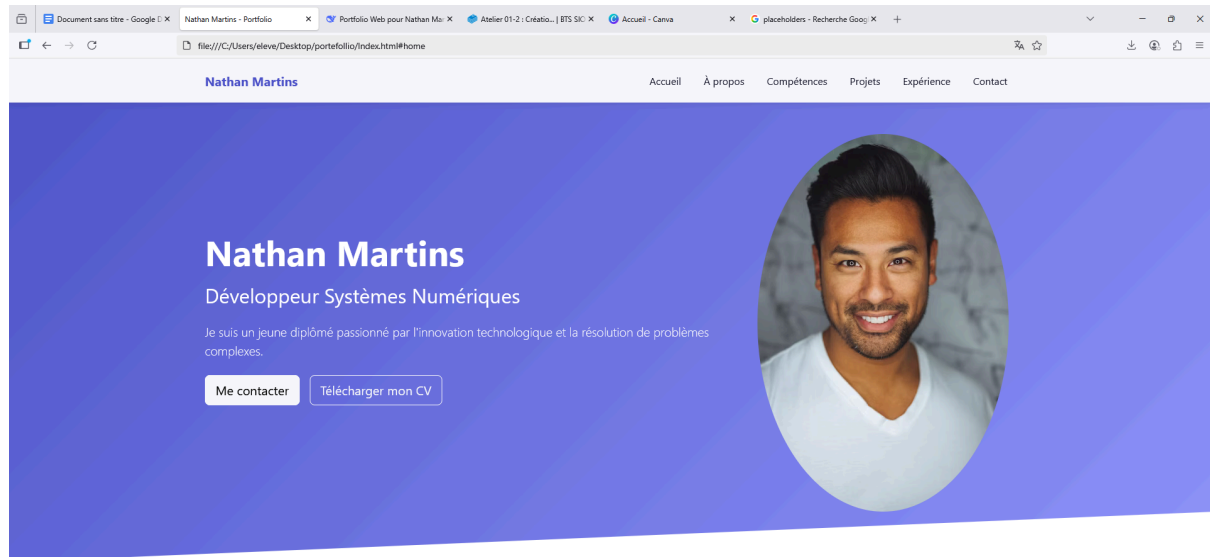 Document sans titre - Google D
Nathan Martins - Portfolio
Portfolio Web pour Nathan Mar
Atelier 01-2 : Créatio... | BTS SIO
Accueil - Canva
placeholders - Recherche Goog
file:///C:/Users/eleve/Desktop/portefollio/Index.html#home
Nathan Martins
Accueil
À propos
Compétences
Projets
Expérience
Contact
Nathan Martins
Développeur Systèmes Numériques
Je suis un jeune diplômé passionné par l'innovation technologique et la résolution de problèmes
complexes.
Me contacter
Télécharger mon CV